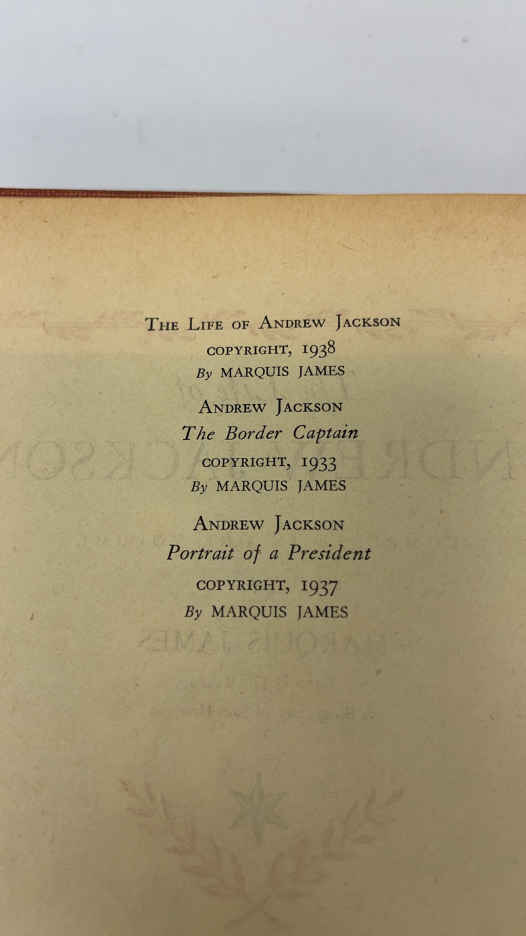 The Life of Andrew Jackson
COPYRIGHT, 1938
By MARQUIS JAMES
Andrew Jackson
The Border Captain
COPYRIGHT, 1933
By MARQUIS JAMES
Andrew Jackson
Portrait of a President
COPYRIGHT, 1937
By MARQUIS JAMES